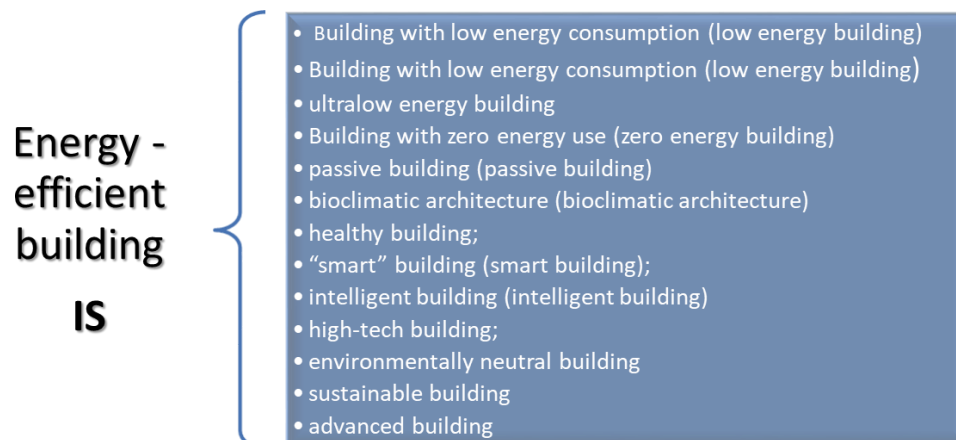 Energy -
efficient
building
IS
• Building with low energy consumption (low energy building)
• Building with low energy consumption (low energy building)
• ultralow energy building
• Building with zero energy use (zero energy building)
• passive building (passive building)
• bioclimatic architecture (bioclimatic architecture)
• healthy building;
• “smart” building (smart building);
• intelligent building (intelligent building)
• high-tech building;
• environmentally neutral building
• sustainable building
• advanced building